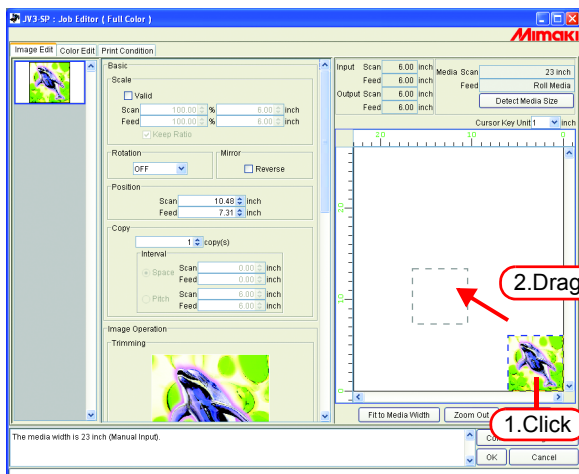 JV3-SP : Job Editor ( Full Color )
Mimaki
Image Edit Color Edit Print Condition
Basic
Scale
Valid
Scan 100.00 % 6.00 inch
Feed 100.00 % 6.00 inch
Keep Ratio
Rotation
OFF
Mirror
Reverse
Position
Scan 10.48 inch
Feed 7.31 inch
Copy
1 copy(s)
Interval
Space
Scan 0.00 inch
Feed 0.00 inch
Pitch
Scan 6.00 inch
Feed 6.00 inch
Image Operation
Trimming
Input Scan 6.00 inch
Feed 6.00 inch
Output Scan 6.00 inch
Feed 6.00 inch
Media Scan 23 inch
Feed Roll Media
Detect Media Size
Cursor Key Unit 1 inch
20 10 0
20
10
0
2.Drag
1.Click
Fit to Media Width Zoom Out
The media width is 23 inch (Manual Input).
OK Cancel